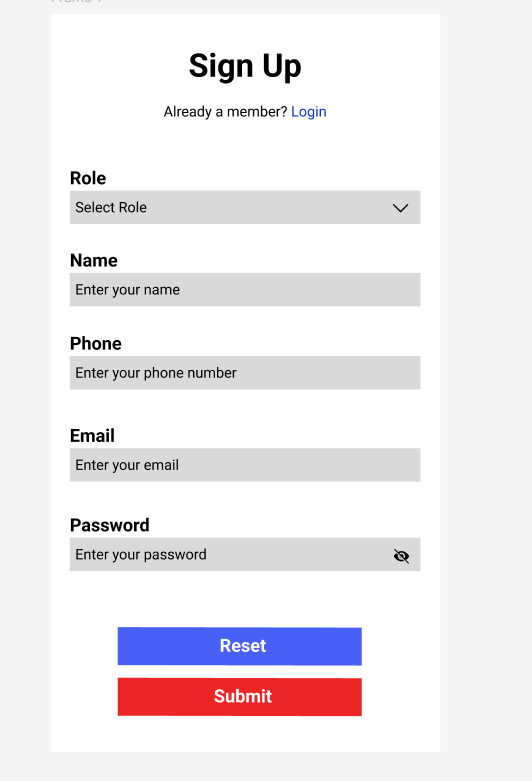 Sign Up
Already a member? Login
Role
Select Role
Name
Enter your name
Phone
Enter your phone number
Email
Enter your email
Password
Enter your password
Reset
Submit